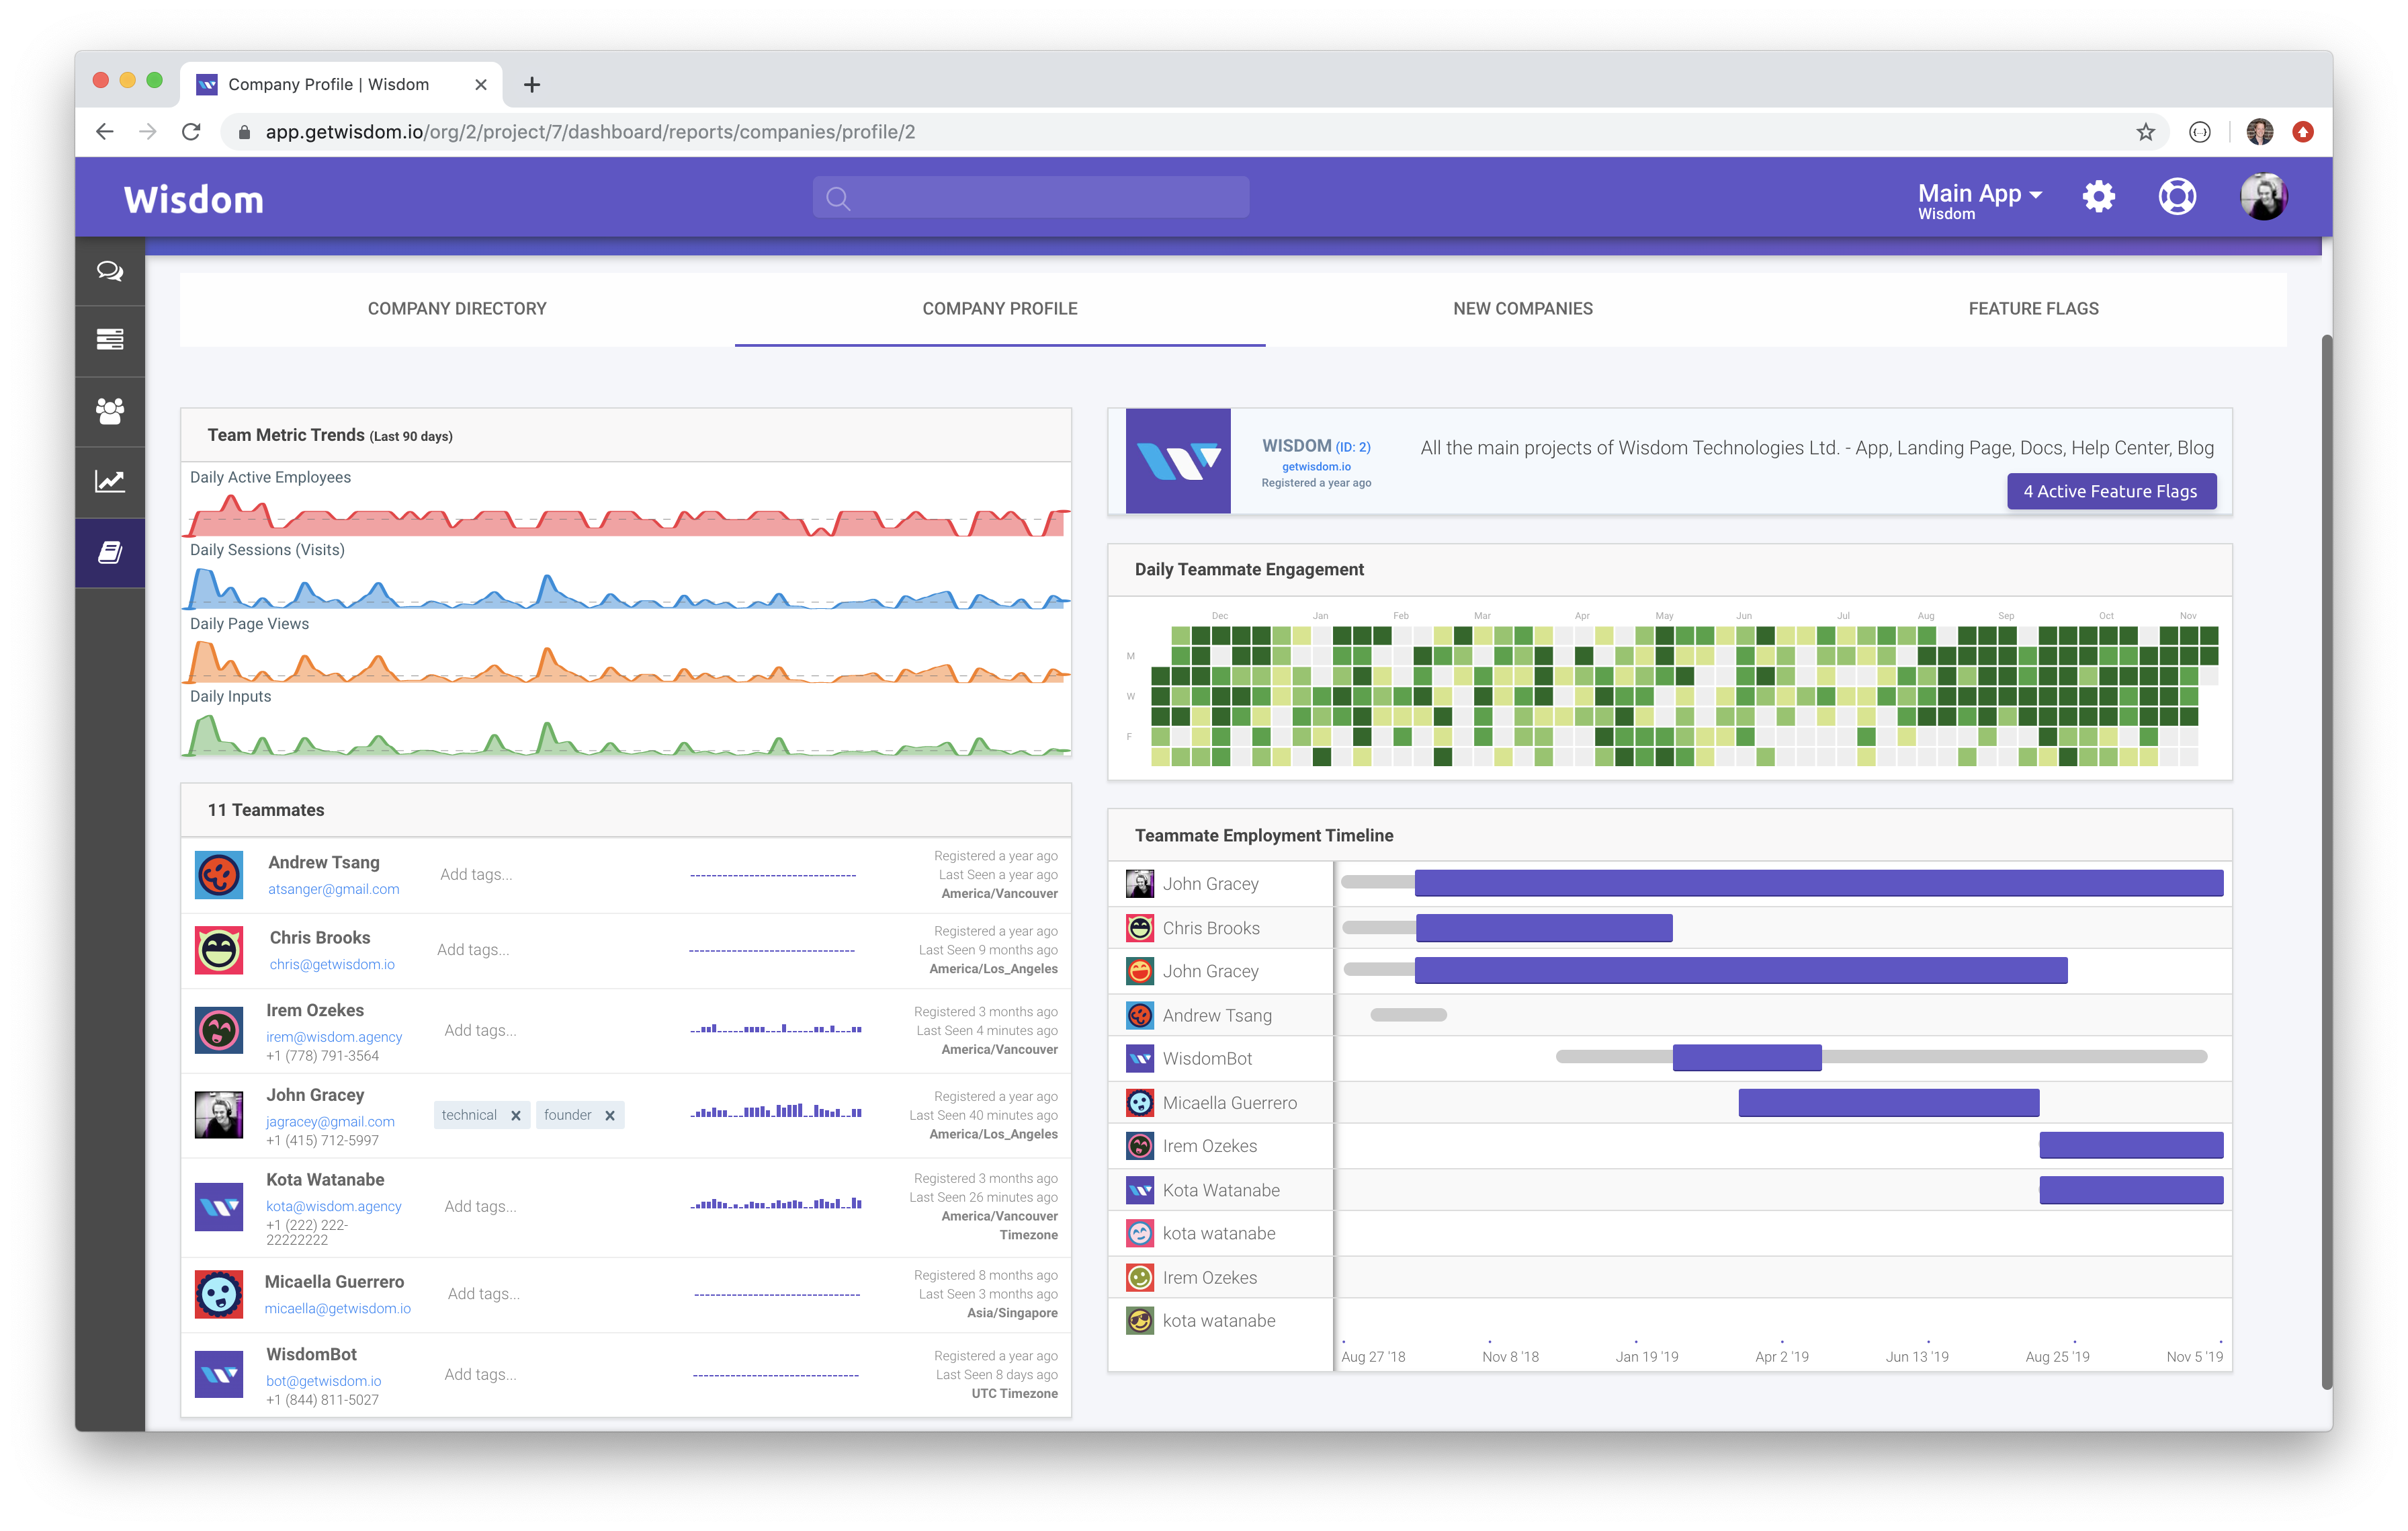 Company Profile | Wisdom
app.getwisdom.io/org/2/project/7/dashboard/reports/companies/profile/2
Wisdom
Main App
Wisdom
COMPANY DIRECTORY
COMPANY PROFILE
NEW COMPANIES
FEATURE FLAGS
Team Metric Trends (Last 90 days)
Daily Active Employees
Daily Sessions (Visits)
Daily Page Views
Daily Inputs
11 Teammates
Andrew Tsang
atsanger@gmail.com
Add tags...
Registered a year ago
Last Seen a year ago
America/Vancouver
Chris Brooks
chris@getwisdom.io
Add tags...
Registered a year ago
Last Seen 9 months ago
America/Los_Angeles
Irem Ozekes
irem@wisdom.agency
+1 (778) 791-3564
Add tags...
Registered 3 months ago
Last Seen 4 minutes ago
America/Vancouver
John Gracey
jagracey@gmail.com
+1 (415) 712-5997
technical
founder
Registered a year ago
Last Seen 40 minutes ago
America/Los_Angeles
Kota Watanabe
kota@wisdom.agency
+1 (222) 222-
22222222
Add tags...
Registered 3 months ago
Last Seen 26 minutes ago
America/Vancouver
Timezone
Micaella Guerrero
micaella@getwisdom.io
Add tags...
Registered 8 months ago
Last Seen 3 months ago
Asia/Singapore
WisdomBot
bot@getwisdom.io
+1 (844) 811-5027
Add tags...
Registered a year ago
Last Seen 8 days ago
UTC Timezone
WISDOM (ID: 2)
getwisdom.io
Registered a year ago
All the main projects of Wisdom Technologies Ltd. - App, Landing Page, Docs, Help Center, Blog
4 Active Feature Flags
Daily Teammate Engagement
Dec Jan Feb Mar Apr May Jun Jul Aug Sep Oct Nov
M
W
F
Teammate Employment Timeline
John Gracey
Chris Brooks
John Gracey
Andrew Tsang
WisdomBot
Micaella Guerrero
Irem Ozekes
Kota Watanabe
kota watanabe
Irem Ozekes
kota watanabe
Aug 27 '18 Nov 8 '18 Jan 19 '19 Apr 2 '19 Jun 13 '19 Aug 25 '19 Nov 5 '19